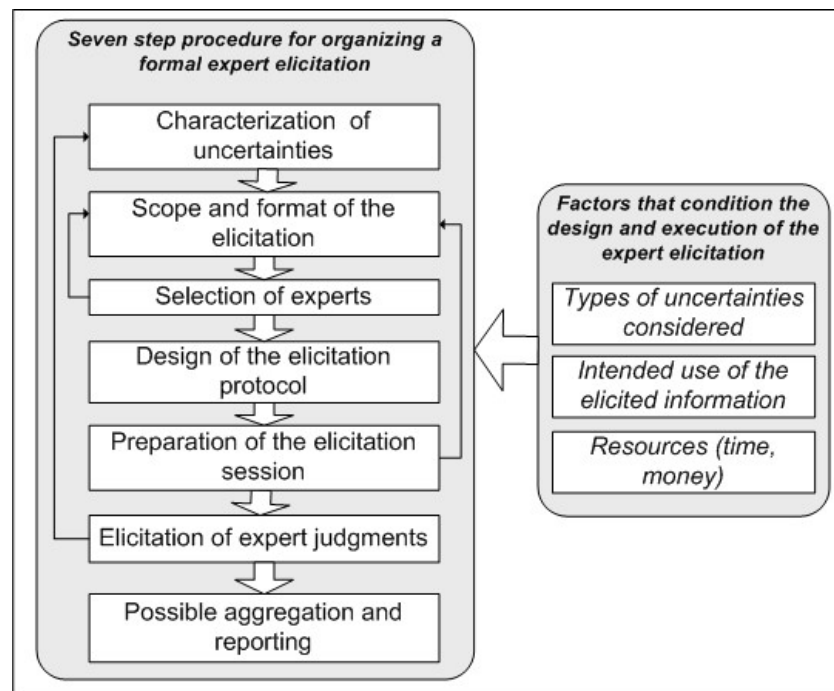 Seven step procedure for organizing a
formal expert elicitation
Characterization of
uncertainties
Scope and format of the
elicitation
Selection of experts
Design of the elicitation
protocol
Preparation of the elicitation
session
Elicitation of expert judgments
Possible aggregation and
reporting
Factors that condition the
design and execution of the
expert elicitation
Types of uncertainties
considered
Intended use of the
elicited information
Resources (time,
money)